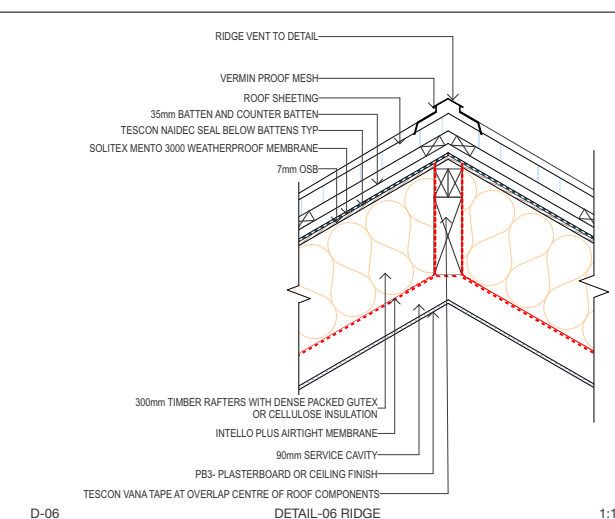 RIDGE VENT TO DETAIL
VERMIN PROOF MESH
ROOF SHEETING
35mm BATTEN AND COUNTER BATTEN
TESCON NAIDEC SEAL BELOW BATTENS TYP
SOLITEX MENTO 3000 WEATHERPROOF MEMBRANE
7mm OSB
300mm TIMBER RAFTERS WITH DENSE PACKED GUTEX
OR CELLULOSE INSULATION
INTELLO PLUS AIRTIGHT MEMBRANE
90mm SERVICE CAVITY
PB3- PLASTERBOARD OR CEILING FINISH
TESCON VANA TAPE AT OVERLAP CENTRE OF ROOF COMPONENTS
D-06 DETAIL-06 RIDGE 1:1